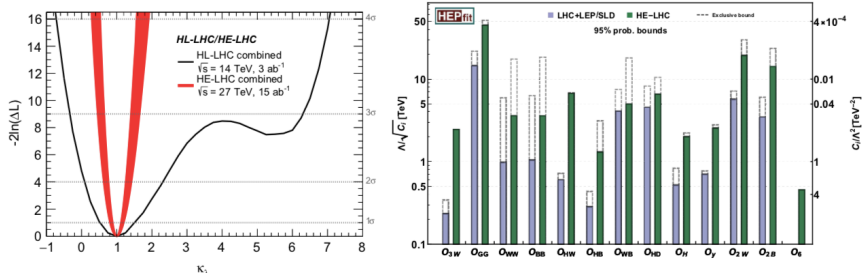 HL-LHC/HE-LHC
HL-LHC combined
√s = 14 TeV, 3 ab⁻¹
HE-LHC combined
√s = 27 TeV, 15 ab⁻¹
-2ln(ΔL)
16
14
12
10
8
6
4
2
0
4σ
3σ
2σ
1σ
−1 0 1 2 3 4 5 6 7 8
κλ
HEPfit
LHC+LEP/SLD HE-LHC Exclusive bound
95% prob. bounds
Λ/√Cᵢ [TeV]
50
10
5
1
0.5
0.1
4×10⁻⁴
0.01
0.04
1
4
Cᵢ/Λ² [TeV⁻²]
O3W OGG OWW OBB OHW OHB OWB OHD OH Oy O2W O2B O6